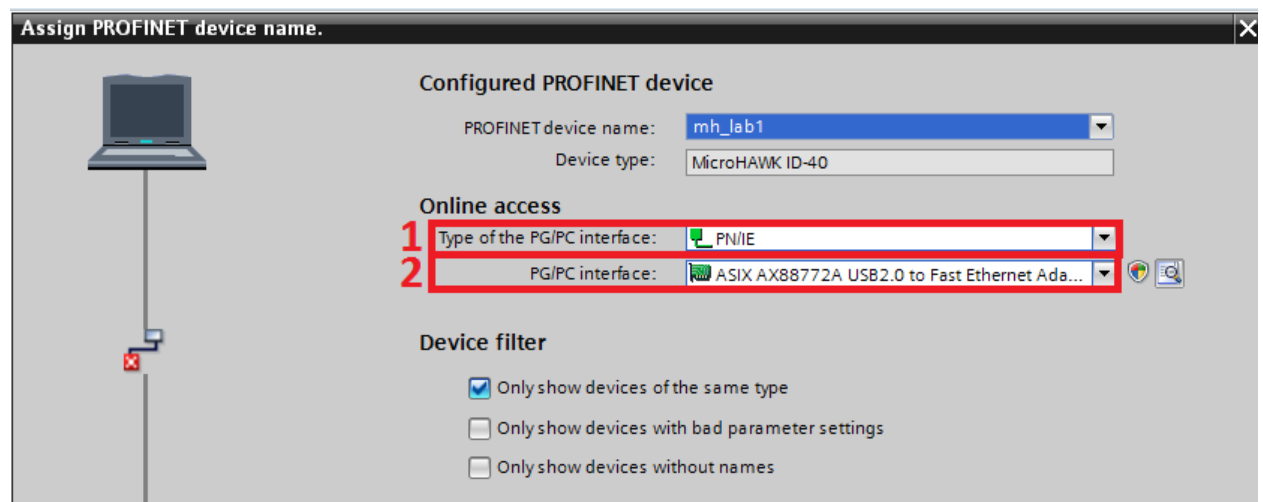 Assign PROFINET device name.
Configured PROFINET device
PROFINET device name: mh_lab1
Device type: MicroHAWK ID-40
Online access
1 Type of the PG/PC interface: PN/IE
2 PG/PC interface: ASIX AX88772A USB2.0 to Fast Ethernet Ada...
Device filter
Only show devices of the same type
Only show devices with bad parameter settings
Only show devices without names